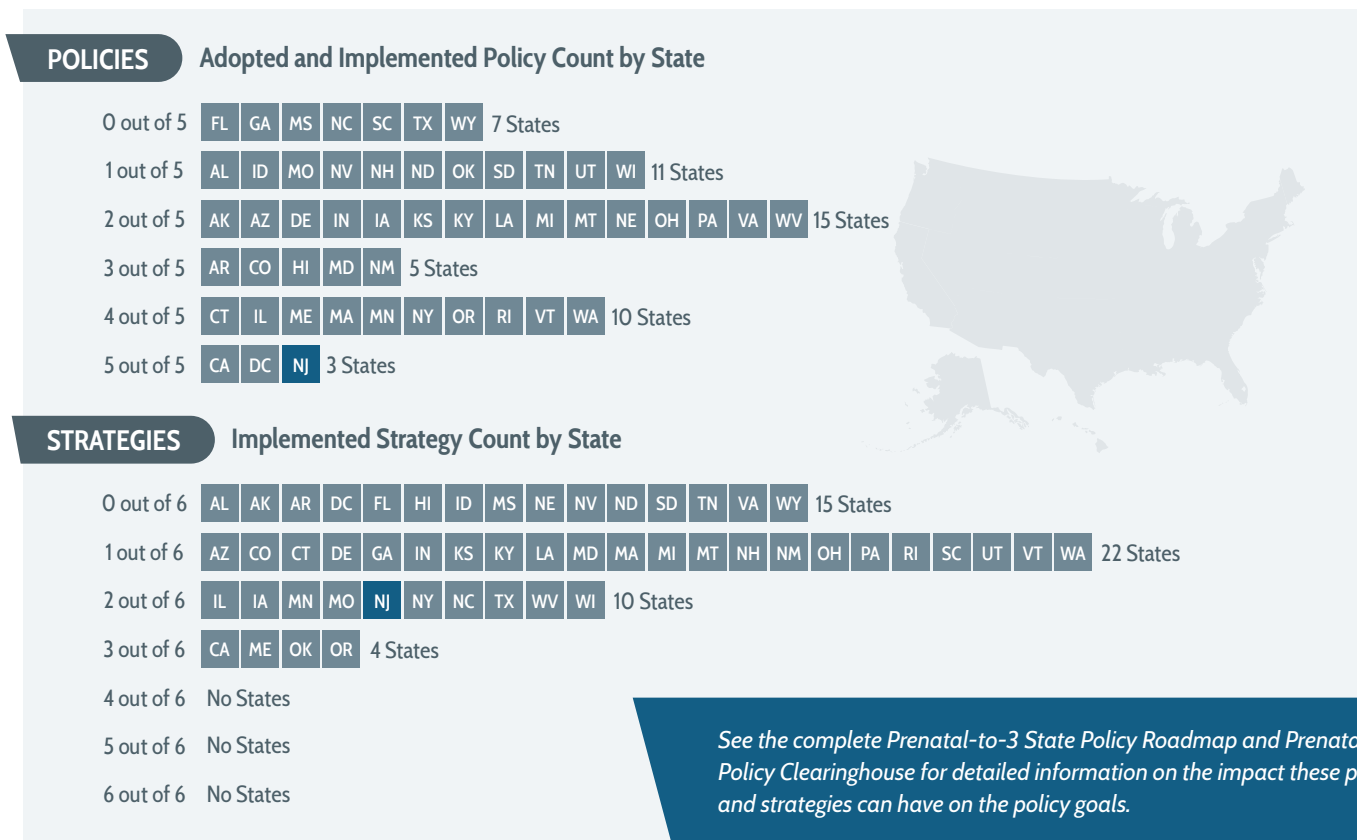 POLICIES Adopted and Implemented Policy Count by State
0 out of 5 FL GA MS NC SC TX WY 7 States
1 out of 5 AL ID MO NV NH ND OK SD TN UT WI 11 States
2 out of 5 AK AZ DE IN IA KS KY LA MI MT NE OH PA VA WV 15 States
3 out of 5 AR CO HI MD NM 5 States
4 out of 5 CT IL ME MA MN NY OR RI VT WA 10 States
5 out of 5 CA DC NJ 3 States
STRATEGIES Implemented Strategy Count by State
0 out of 6 AL AK AR DC FL HI ID MS NE NV ND SD TN VA WY 15 States
1 out of 6 AZ CO CT DE GA IN KS KY LA MD MA MI MT NH NM OH PA RI SC UT VT WA 22 States
2 out of 6 IL IA MN MO NJ NY NC TX WV WI 10 States
3 out of 6 CA ME OK OR 4 States
4 out of 6 No States
5 out of 6 No States
6 out of 6 No States
See the complete Prenatal-to-3 State Policy Roadmap and
Policy Clearinghouse for detailed information on the impact these
and strategies can have on the policy goals.